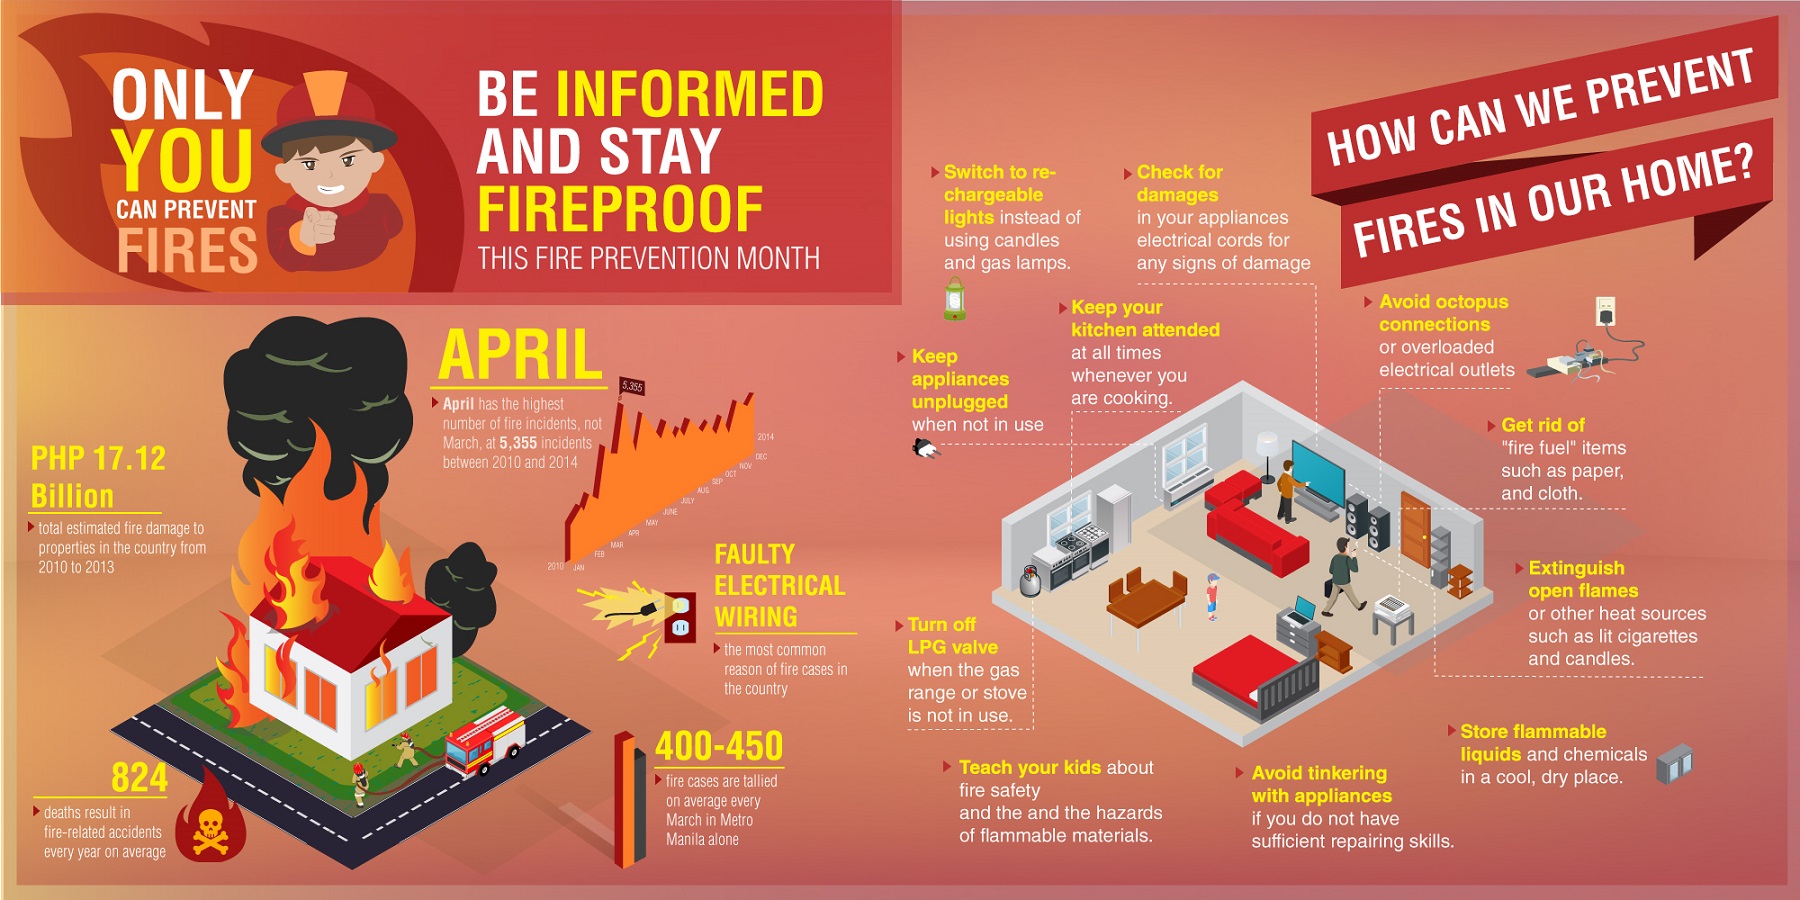 ONLY
YOU
CAN PREVENT
FIRES
BE INFORMED
AND STAY
FIREPROOF
THIS FIRE PREVENTION MONTH
PHP 17.12
Billion
total estimated fire damage to
properties in the country from
2010 to 2013
824
deaths result in
fire-related accidents
every year on average
APRIL
April has the highest
number of fire incidents, not
March, at 5,355 incidents
between 2010 and 2014
5,355
2014
DEC
NOV
OCT
SEP
AUG
JULY
JUNE
MAY
APR
MAR
FEB
JAN
2010
FAULTY
ELECTRICAL
WIRING
the most common
reason of fire cases in
the country
400-450
fire cases are tallied
on average every
March in Metro
Manila alone
HOW CAN WE PREVENT
FIRES IN OUR HOME?
Switch to re-
chargeable
lights instead of
using candles
and gas lamps.
Check for
damages
in your appliances
electrical cords for
any signs of damage
Keep your
kitchen attended
at all times
whenever you
are cooking.
Keep
appliances
unplugged
when not in use
Avoid octopus
connections
or overloaded
electrical outlets
Get rid of
"fire fuel" items
such as paper,
and cloth.
Extinguish
open flames
or other heat sources
such as lit cigarettes
and candles.
Turn off
LPG valve
when the gas
range or stove
is not in use.
Teach your kids about
fire safety
and the and the hazards
of flammable materials.
Avoid tinkering
with appliances
if you do not have
sufficient repairing skills.
Store flammable
liquids and chemicals
in a cool, dry place.